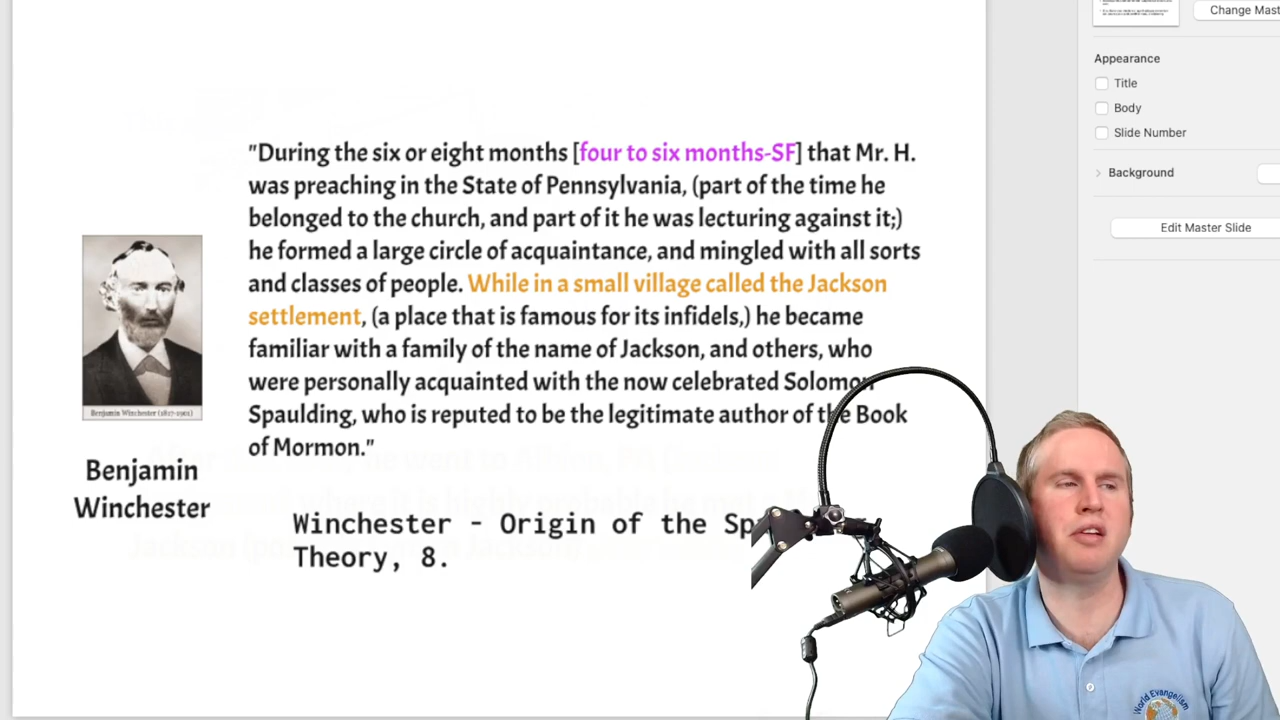 Change Mast
Appearance
Title
Body
Slide Number
Background
Edit Master Slide
"During the six or eight months [four to six months-SF] that Mr. H.
was preaching in the State of Pennsylvania, (part of the time he
belonged to the church, and part of it he was lecturing against it;)
he formed a large circle of acquaintance, and mingled with all sorts
and classes of people. While in a small village called the Jackson
settlement, (a place that is famous for its infidels,) he became
familiar with a family of the name of Jackson, and others, who
were personally acquainted with the now celebrated Solomon
Spaulding, who is reputed to be the legitimate author of the Book
of Mormon."
Benjamin Winchester (1817-1901)
Benjamin
Winchester
Winchester - Origin of the Sp
Theory, 8.
World Evangelism